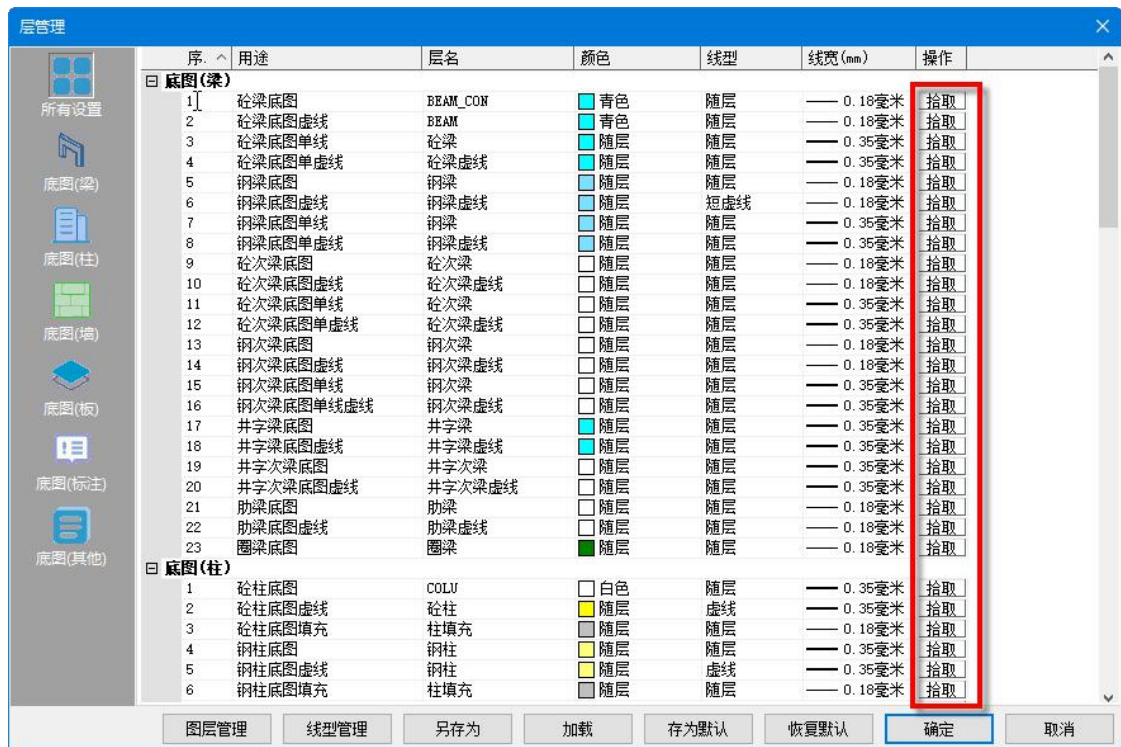 层管理
所有设置
底图(梁)
底图(柱)
底图(墙)
底图(板)
底图(标注)
底图(其他)
序. 用途 层名 颜色 线型 线宽(mm) 操作
底图(梁)
1 砼梁底图 BEAM_CON 青色 随层 0.18毫米 拾取
2 砼梁底图虚线 BEAM 青色 随层 0.18毫米 拾取
3 砼梁底图单线 砼梁 随层 随层 0.35毫米 拾取
4 砼梁底图单虚线 砼梁虚线 随层 随层 0.35毫米 拾取
5 钢梁底图 钢梁 随层 随层 0.18毫米 拾取
6 钢梁底图虚线 钢梁虚线 随层 短虚线 0.18毫米 拾取
7 钢梁底图单线 钢梁 随层 随层 0.35毫米 拾取
8 钢梁底图单虚线 钢梁虚线 随层 随层 0.35毫米 拾取
9 砼次梁底图 砼次梁 随层 随层 0.18毫米 拾取
10 砼次梁底图虚线 砼次梁虚线 随层 随层 0.18毫米 拾取
11 砼次梁底图单线 砼次梁 随层 随层 0.35毫米 拾取
12 砼次梁底图单虚线 砼次梁虚线 随层 随层 0.35毫米 拾取
13 钢次梁底图 钢次梁 随层 随层 0.18毫米 拾取
14 钢次梁底图虚线 钢次梁虚线 随层 随层 0.18毫米 拾取
15 钢次梁底图单线 钢次梁 随层 随层 0.35毫米 拾取
16 钢次梁底图单线虚线 钢次梁虚线 随层 随层 0.35毫米 拾取
17 井字梁底图 井字梁 随层 随层 0.35毫米 拾取
18 井字梁底图虚线 井字梁虚线 随层 随层 0.35毫米 拾取
19 井字次梁底图 井字次梁 随层 随层 0.35毫米 拾取
20 井字次梁底图虚线 井字次梁虚线 随层 随层 0.35毫米 拾取
21 肋梁底图 肋梁 随层 随层 0.18毫米 拾取
22 肋梁底图虚线 肋梁虚线 随层 随层 0.18毫米 拾取
23 圈梁底图 圈梁 随层 随层 0.18毫米 拾取
底图(柱)
1 砼柱底图 COLU 白色 随层 0.35毫米 拾取
2 砼柱底图虚线 砼柱 随层 虚线 0.35毫米 拾取
3 砼柱底图填充 柱填充 随层 随层 0.18毫米 拾取
4 钢柱底图 钢柱 随层 随层 0.35毫米 拾取
5 钢柱底图虚线 钢柱 随层 虚线 0.35毫米 拾取
6 钢柱底图填充 柱填充 随层 随层 0.18毫米 拾取
图层管理 线型管理 另存为 加载 存为默认 恢复默认 确定 取消